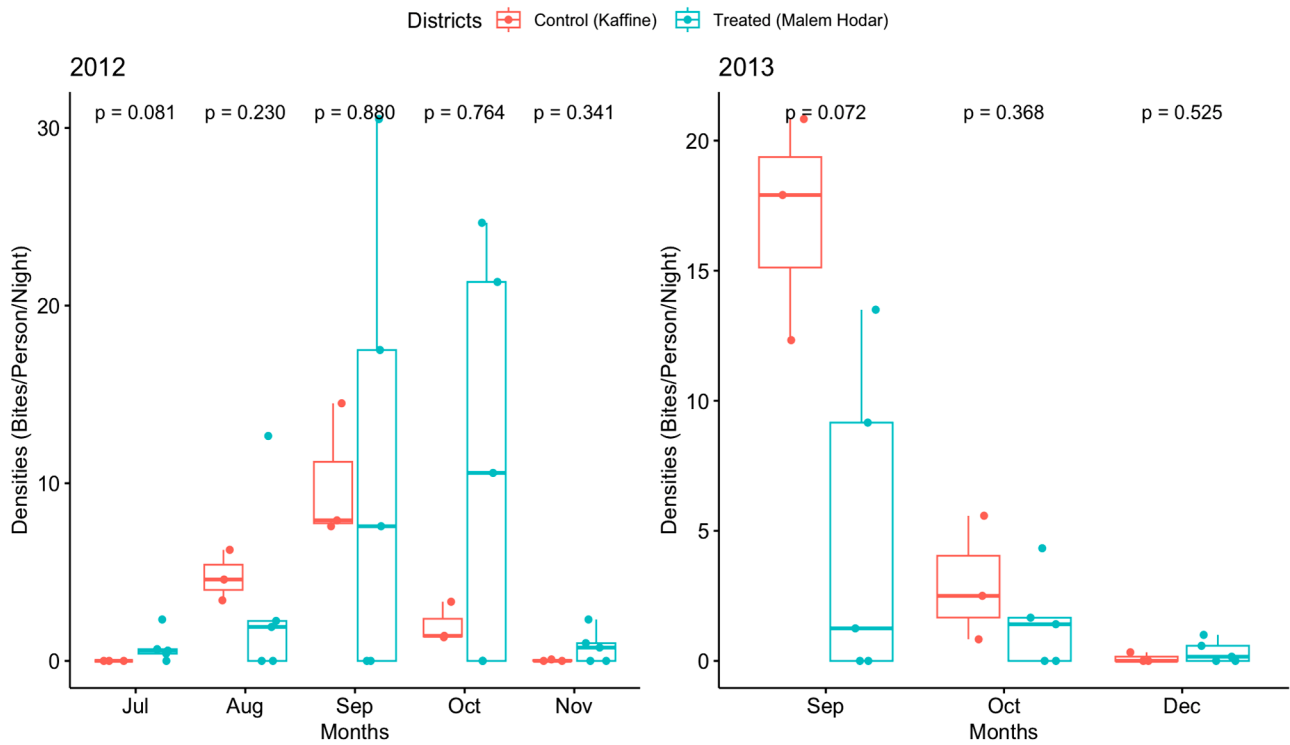 Districts Control (Kaffine) Treated (Malem Hodar)
2012
p = 0.081 p = 0.230 p = 0.880 p = 0.764 p = 0.341
30
20
10
0
Densities (Bites/Person/Night)
Jul Aug Sep Oct Nov
Months
2013
p = 0.072 p = 0.368 p = 0.525
20
15
10
5
0
Densities (Bites/Person/Night)
Sep Oct Dec
Months